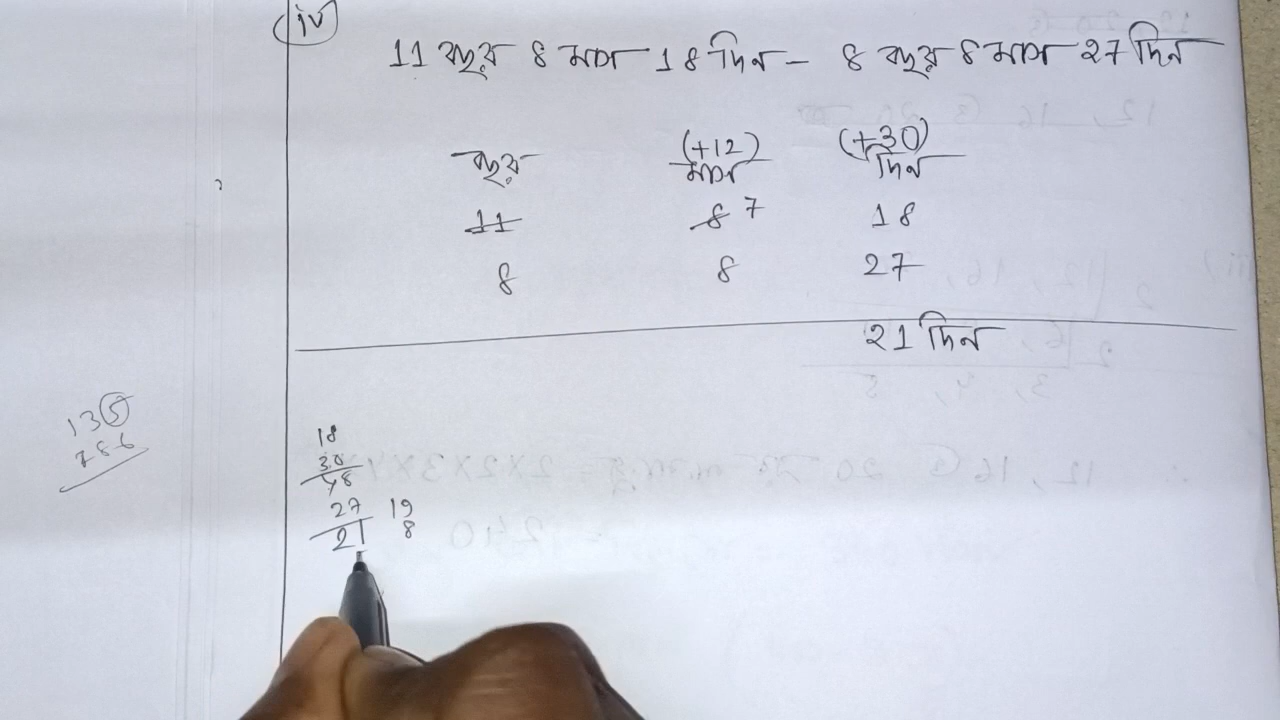 iv
11 বছর 8 মাস 18 দিন - 8 বছর 8 মাস 27 দিন
(+12) (+30)
বছর মাস দিন
11 8 7 18
8 8 27
21 দিন
135
786
18
30
48
27 19
21 8